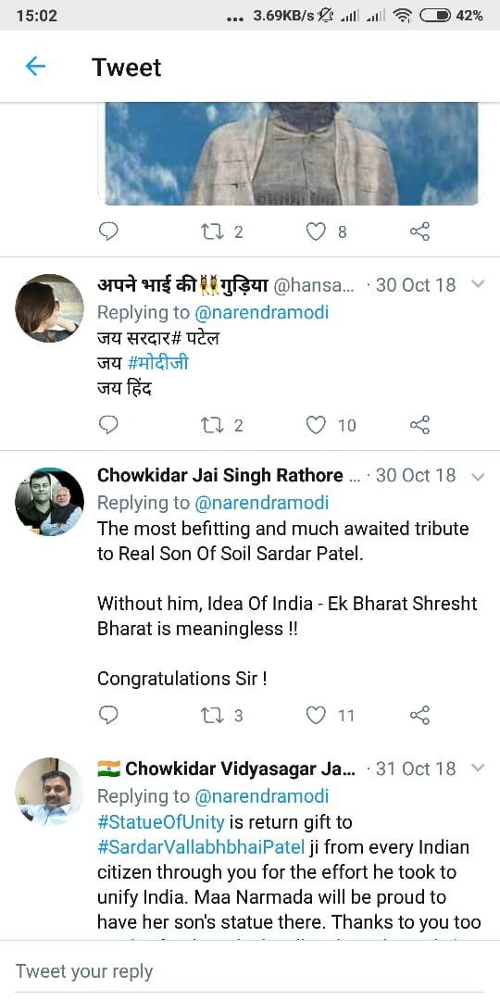 15:02 ... 3.69KB/s 42%
Tweet
2 8
अपने भाई की👯गुड़िया @hansa... · 30 Oct 18
Replying to @narendramodi
जय सरदार# पटेल
जय #मोदीजी
जय हिंद
2 10
Chowkidar Jai Singh Rathore ... · 30 Oct 18
Replying to @narendramodi
The most befitting and much awaited tribute
to Real Son Of Soil Sardar Patel.
Without him, Idea Of India - Ek Bharat Shresht
Bharat is meaningless !!
Congratulations Sir !
3 11
🇮🇳 Chowkidar Vidyasagar Ja... · 31 Oct 18
Replying to @narendramodi
#StatueOfUnity is return gift to
#SardarVallabhbhaiPatel ji from every Indian
citizen through you for the effort he took to
unify India. Maa Narmada will be proud to
have her son's statue there. Thanks to you too
Tweet your reply